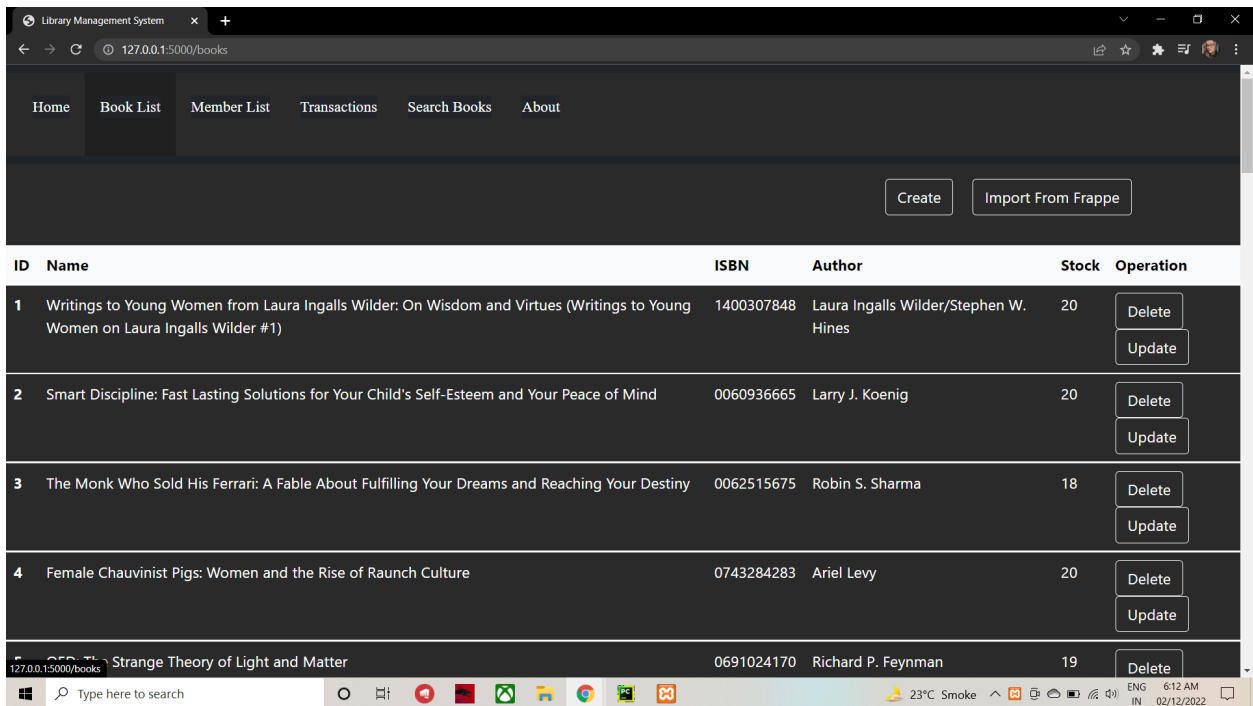 Library Management System
127.0.0.1:5000/books
Home Book List Member List Transactions Search Books About
Create Import From Frappe
ID Name ISBN Author Stock Operation
1 Writings to Young Women from Laura Ingalls Wilder: On Wisdom and Virtues (Writings to Young 1400307848 Laura Ingalls Wilder/Stephen W. 20 Delete
Women on Laura Ingalls Wilder #1) Hines
Update
2 Smart Discipline: Fast Lasting Solutions for Your Child's Self-Esteem and Your Peace of Mind 0060936665 Larry J. Koenig 20 Delete
Update
3 The Monk Who Sold His Ferrari: A Fable About Fulfilling Your Dreams and Reaching Your Destiny 0062515675 Robin S. Sharma 18 Delete
Update
4 Female Chauvinist Pigs: Women and the Rise of Raunch Culture 0743284283 Ariel Levy 20 Delete
Update
Strange Theory of Light and Matter 0691024170 Richard P. Feynman 19 Delete
127.0.0.1:5000/books
Type here to search PC 23°C Smoke ENG 6:12 AM
IN 02/12/2022